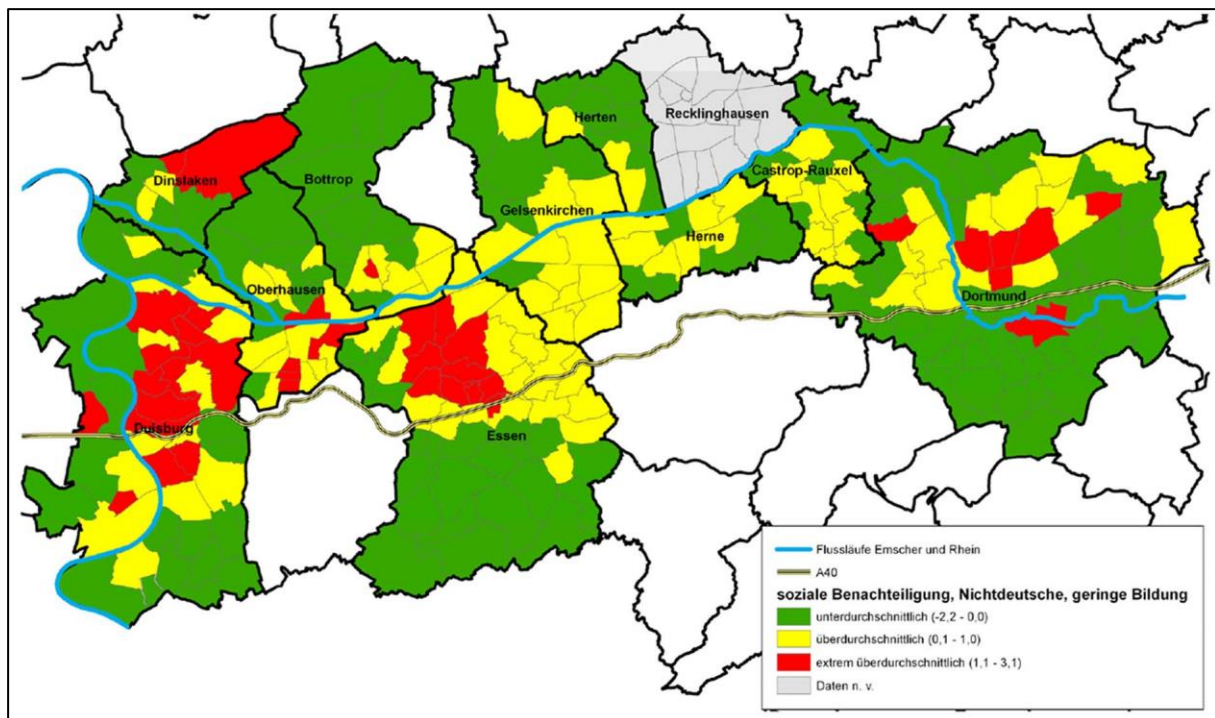 Herten
Recklinghausen
Dinslaken
Bottrop
Castrop-Rauxel
Gelsenkirchen
Herne
Oberhausen
Dortmund
Duisburg
Essen
Flussläufe Emscher und Rhein
A40
soziale Benachteiligung, Nichtdeutsche, geringe Bildung
unterdurchschnittlich (-2,2 - 0,0)
überdurchschnittlich (0,1 - 1,0)
extrem überdurchschnittlich (1,1 - 3,1)
Daten n. v.